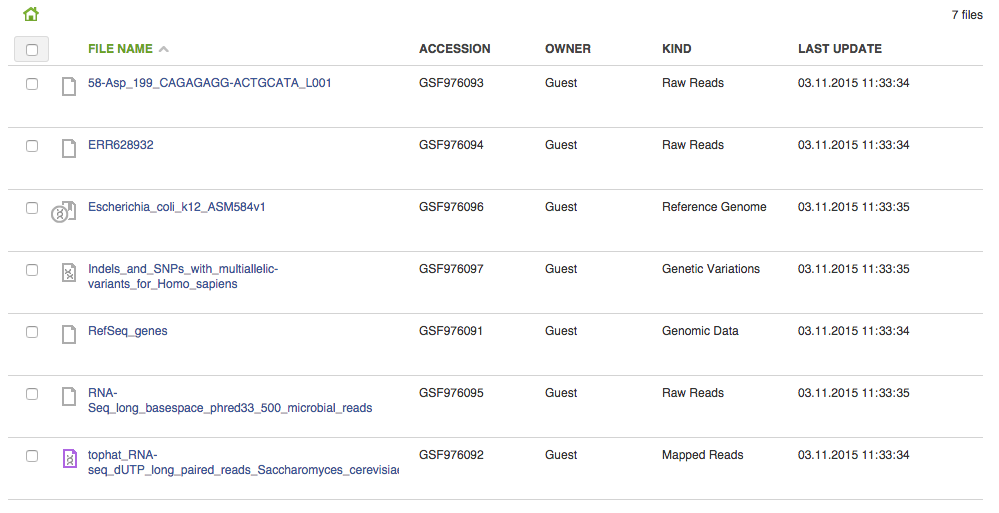 7 files
FILE NAME ACCESSION OWNER KIND LAST UPDATE
58-Asp_199_CAGAGAGG-ACTGCATA_L001 GSF976093 Guest Raw Reads 03.11.2015 11:33:34
ERR628932 GSF976094 Guest Raw Reads 03.11.2015 11:33:34
Escherichia_coli_k12_ASM584v1 GSF976096 Guest Reference Genome 03.11.2015 11:33:35
Indels_and_SNPs_with_multiallelic- GSF976097 Guest Genetic Variations 03.11.2015 11:33:35
variants_for_Homo_sapiens
RefSeq_genes GSF976091 Guest Genomic Data 03.11.2015 11:33:34
RNA- GSF976095 Guest Raw Reads 03.11.2015 11:33:35
Seq_long_basespace_phred33_500_microbial_reads
tophat_RNA- GSF976092 Guest Mapped Reads 03.11.2015 11:33:34
seq_dUTP_long_paired_reads_Saccharomyces_cerevisiae